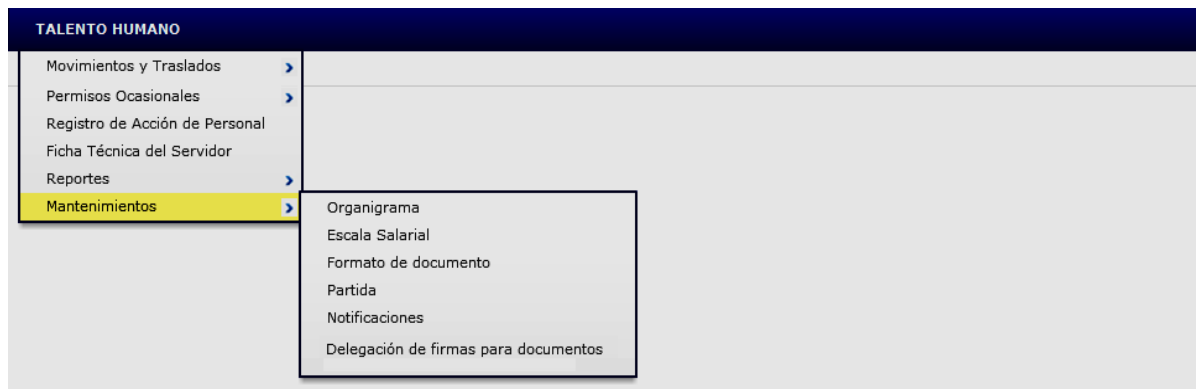 TALENTO HUMANO
Movimientos y Traslados
Permisos Ocasionales
Registro de Acción de Personal
Ficha Técnica del Servidor
Reportes
Mantenimientos
Organigrama
Escala Salarial
Formato de documento
Partida
Notificaciones
Delegación de firmas para documentos